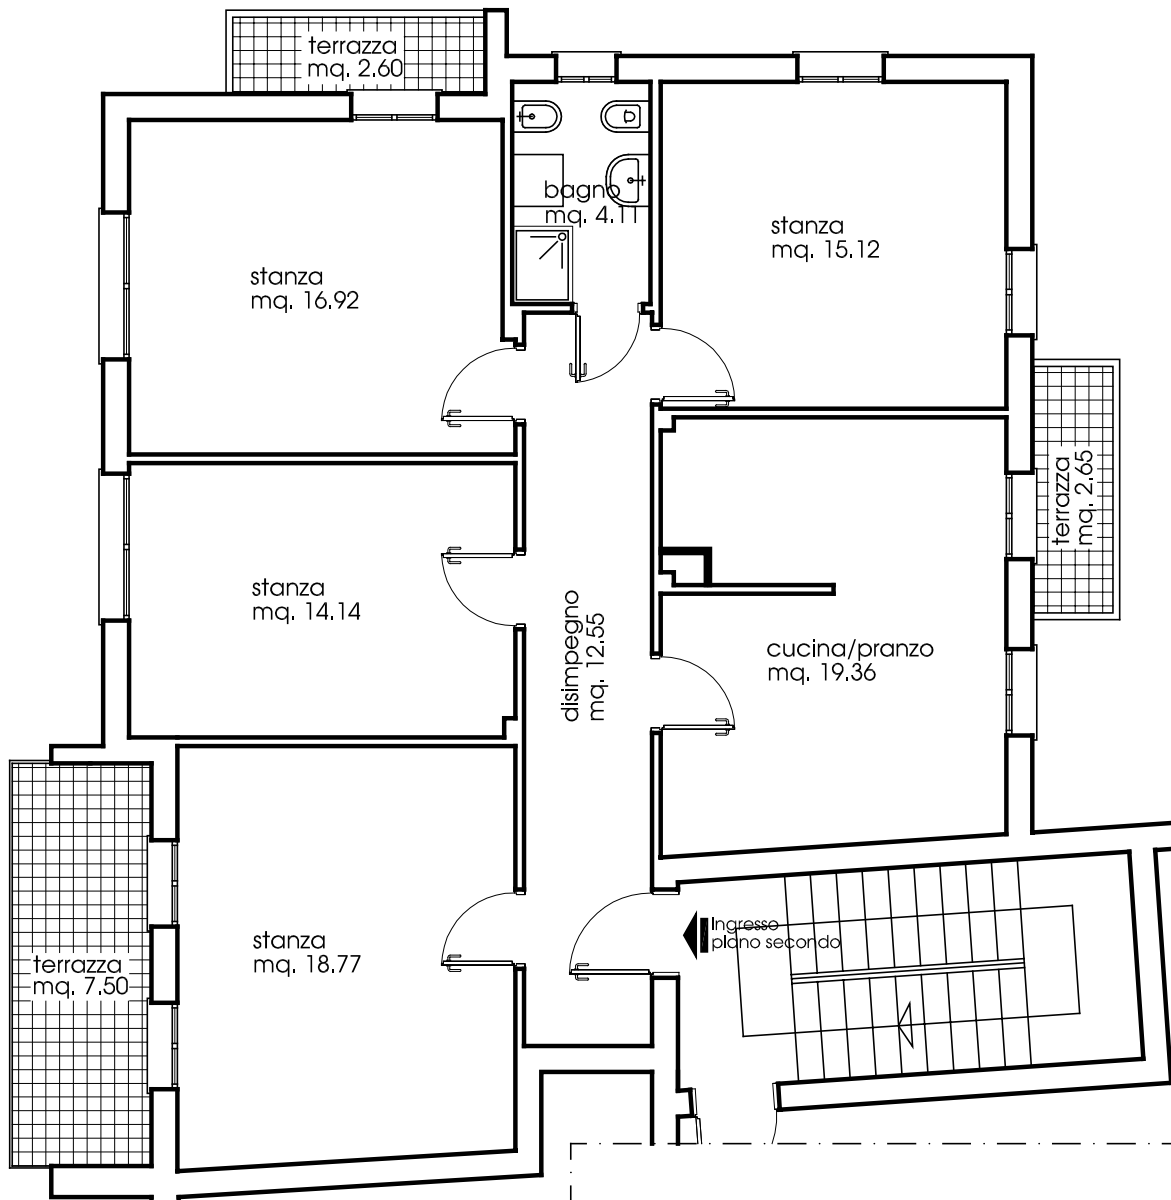 terrazza
mq. 2.60
bagno
mq. 4.11
stanza
mq. 15.12
stanza
mq. 16.92
terrazza
mq. 2.65
stanza
mq. 14.14
disimpegno
mq. 12.55
cucina/pranzo
mq. 19.36
stanza
mq. 18.77
Ingresso
piano secondo
terrazza
mq. 7.50